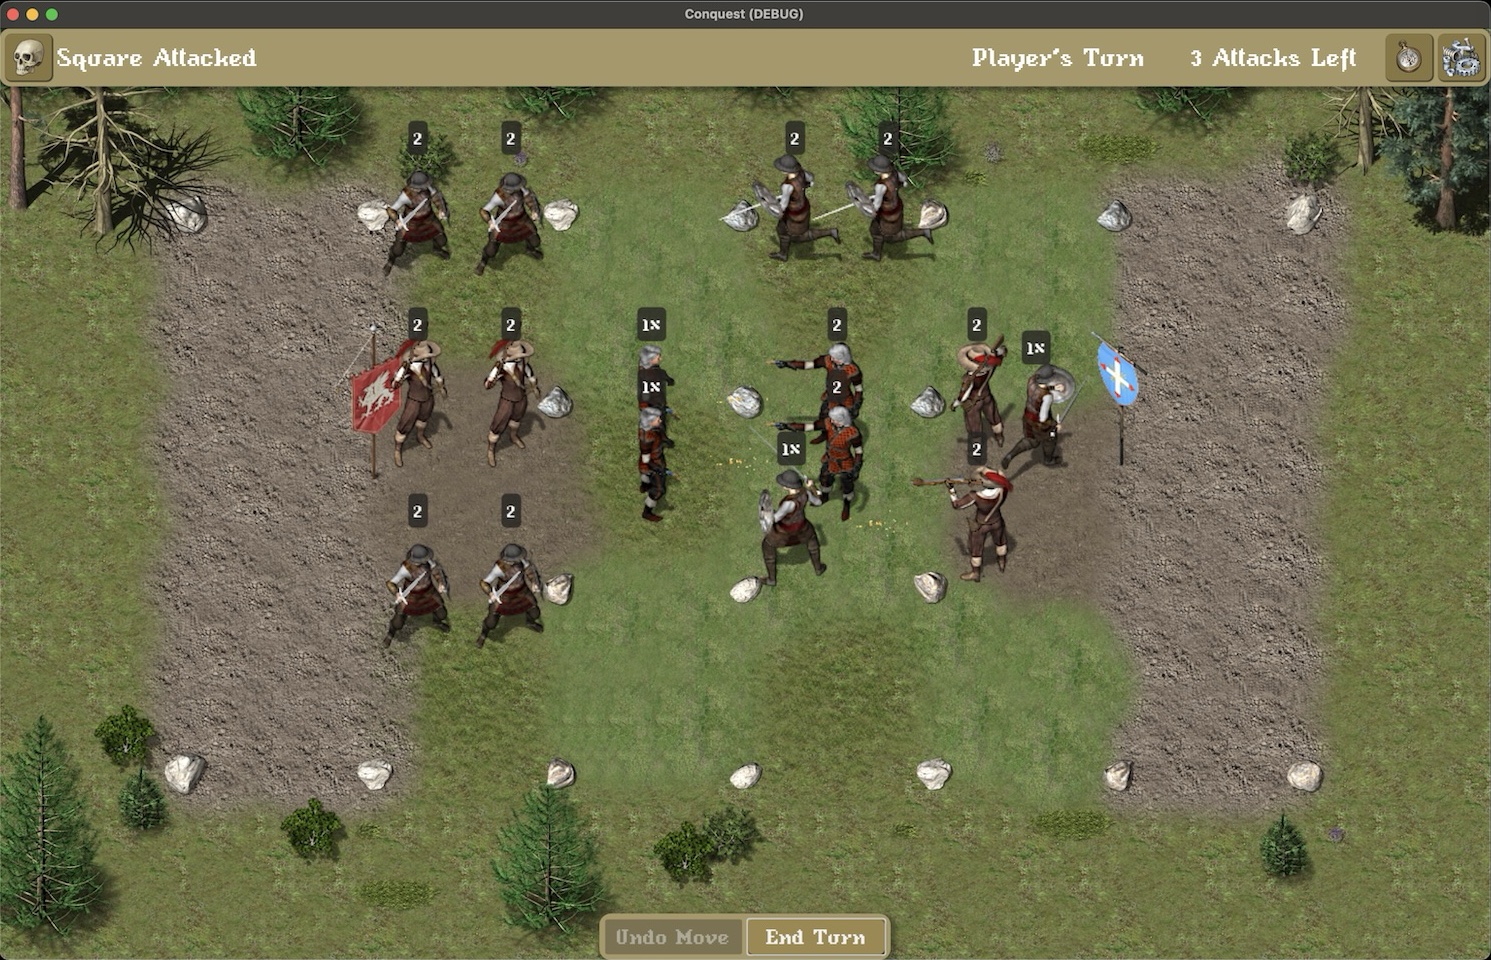 Conquest (DEBUG)
Square Attacked
Player's Turn
3 Attacks Left
2
2
2
2
2
2
1x
2
2
1x
1x
2
1x
2
2
2
Undo Move
End Turn